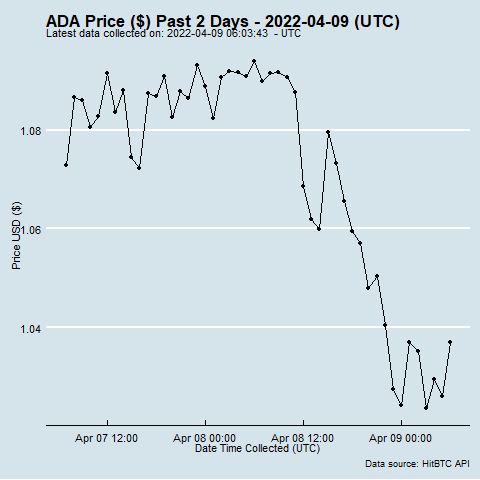 ADA Price ($) Past 2 Days - 2022-04-09 (UTC)
Latest data collected on: 2022-04-09 06:03:43 - UTC
1.08
1.06
1.04
Price USD ($)
Apr 07 12:00 Apr 08 00:00 Apr 08 12:00 Apr 09 00:00
Date Time Collected (UTC)
Data source: HitBTC API